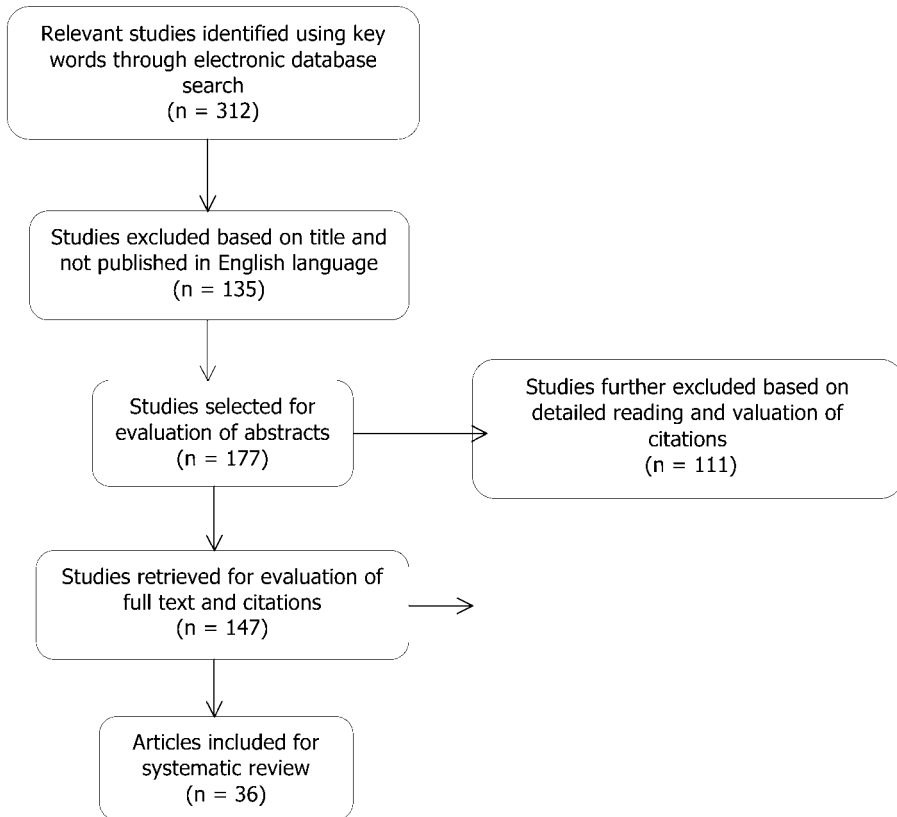 Relevant studies identified using key
words through electronic database
search
(n = 312)
Studies excluded based on title and
not published in English language
(n = 135)
Studies selected for
evaluation of abstracts
(n = 177)
Studies further excluded based on
detailed reading and valuation of
citations
(n = 111)
Studies retrieved for evaluation of
full text and citations
(n = 147)
Articles included for
systematic review
(n = 36)